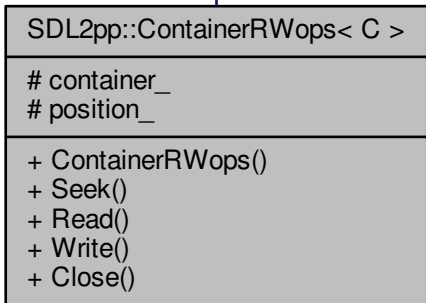 SDL2pp::ContainerRWops< C >
# container_
# position_
+ ContainerRWops()
+ Seek()
+ Read()
+ Write()
+ Close()